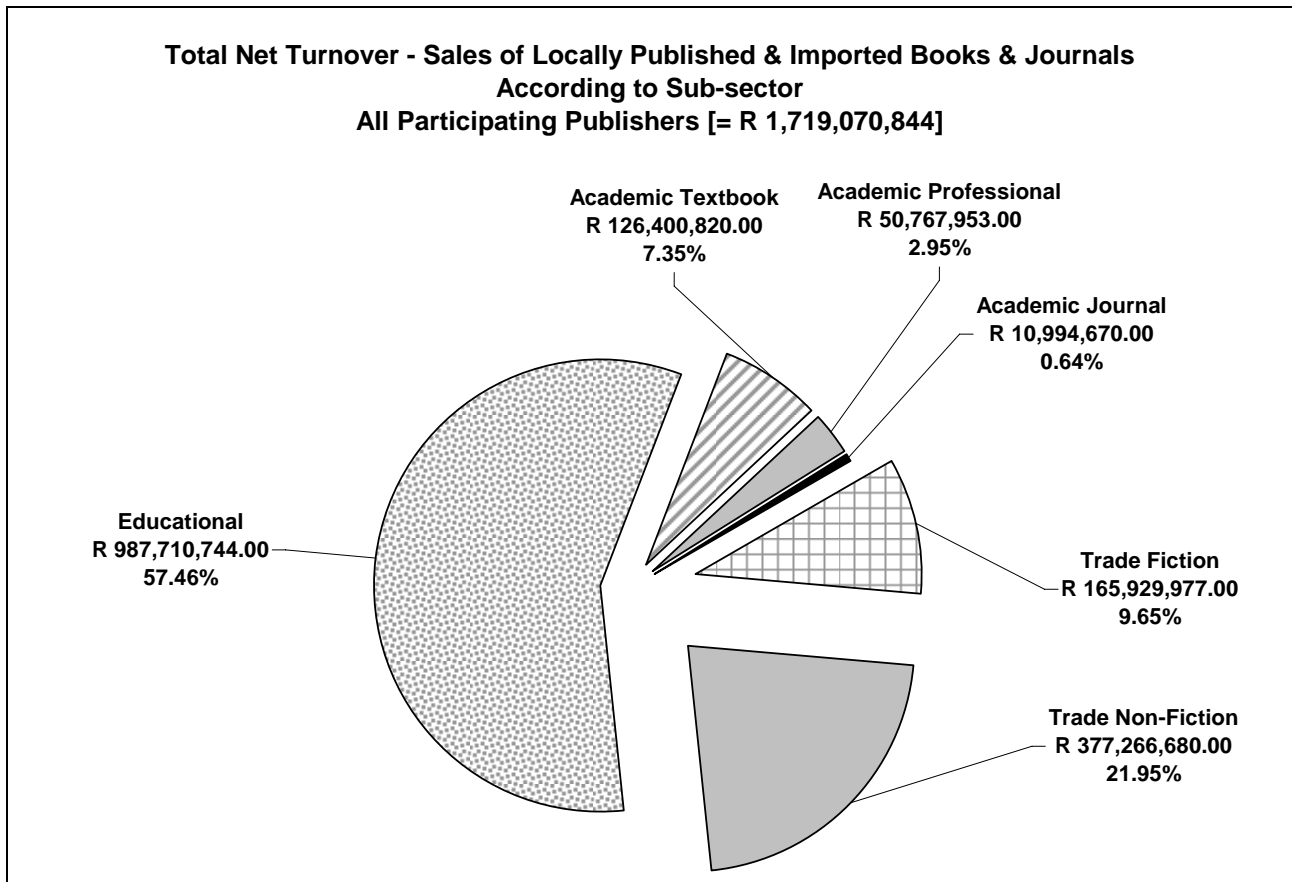 Total Net Turnover - Sales of Locally Published & Imported Books & Journals
According to Sub-sector
All Participating Publishers [= R 1,719,070,844]
Academic Textbook
R 126,400,820.00
7.35%
Academic Professional
R 50,767,953.00
2.95%
Academic Journal
R 10,994,670.00
0.64%
Educational
R 987,710,744.00
57.46%
Trade Fiction
R 165,929,977.00
9.65%
Trade Non-Fiction
R 377,266,680.00
21.95%